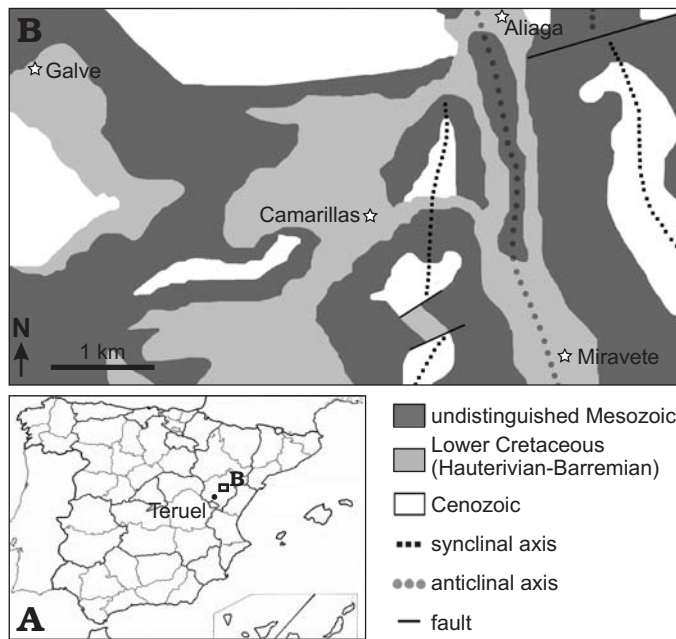 B
Aliaga
Galve
Camarillas
N
1 km
Miravete
undistinguished Mesozoic
Lower Cretaceous
(Hauterivian-Barremian)
Cenozoic
synclinal axis
anticlinal axis
fault
B
Teruel
A